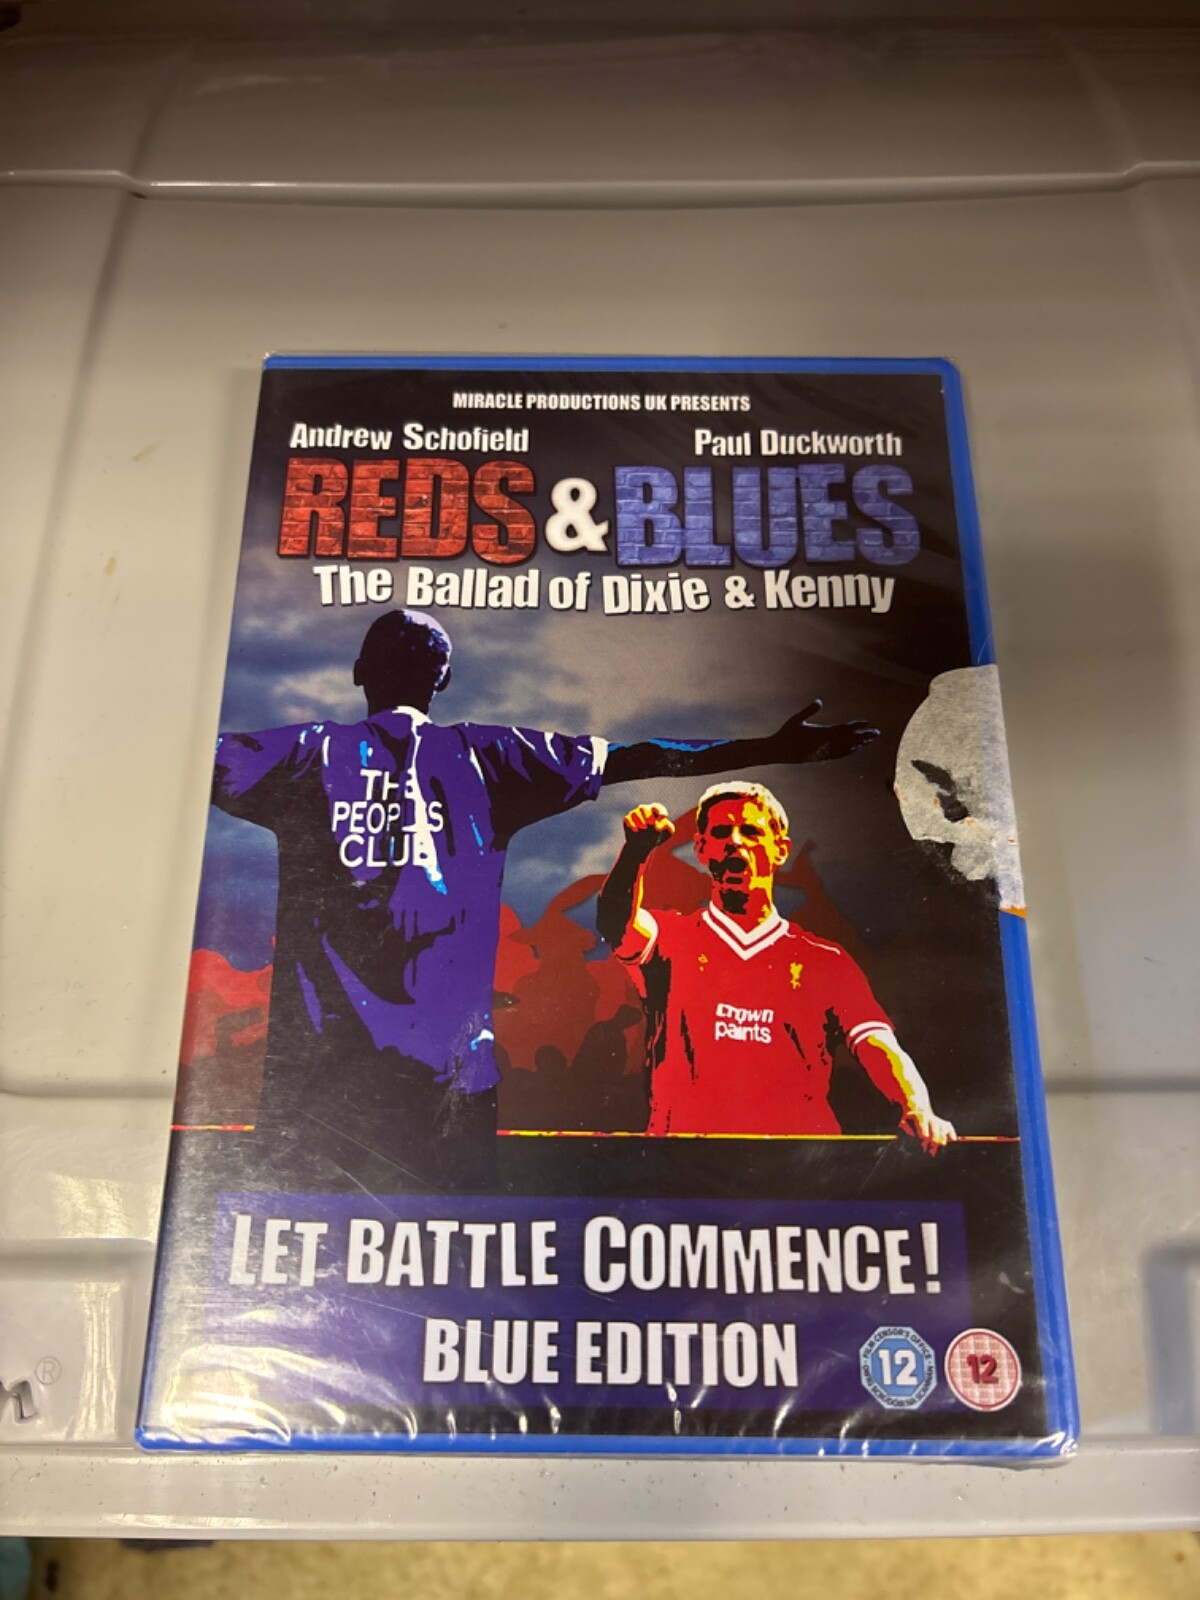 MIRACLE PRODUCTIONS UK PRESENTS
Andrew Schofield
Paul Duckworth
REDS & BLUES
The Ballad of Dixie & Kenny
THE
PEOPLES
CLUB
crown
paints
LET BATTLE COMMENCE!
BLUE EDITION
12
12
®